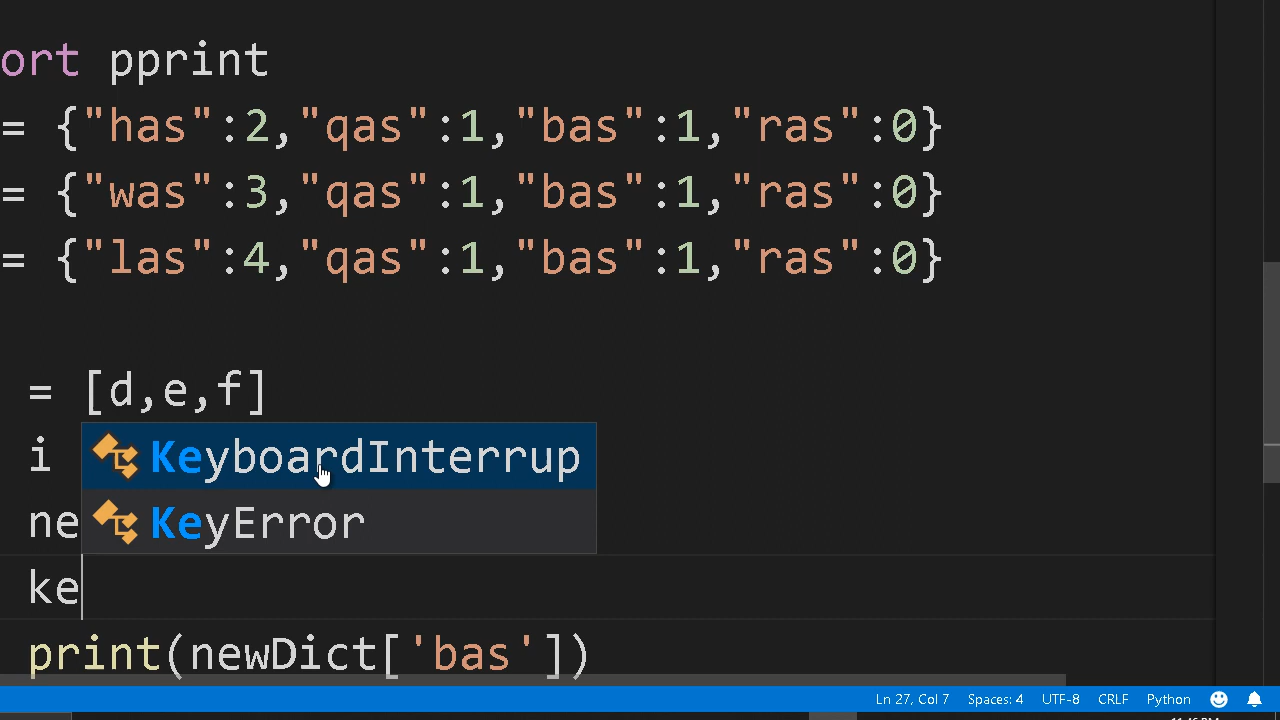 ort pprint
= {"has":2,"qas":1,"bas":1,"ras":0}
= {"was":3,"qas":1,"bas":1,"ras":0}
= {"las":4,"qas":1,"bas":1,"ras":0}
= [d,e,f]
i KeyboardInterrup
ne KeyError
ke
print(newDict['bas'])
Ln 27, Col 7 Spaces: 4 UTF-8 CRLF Python